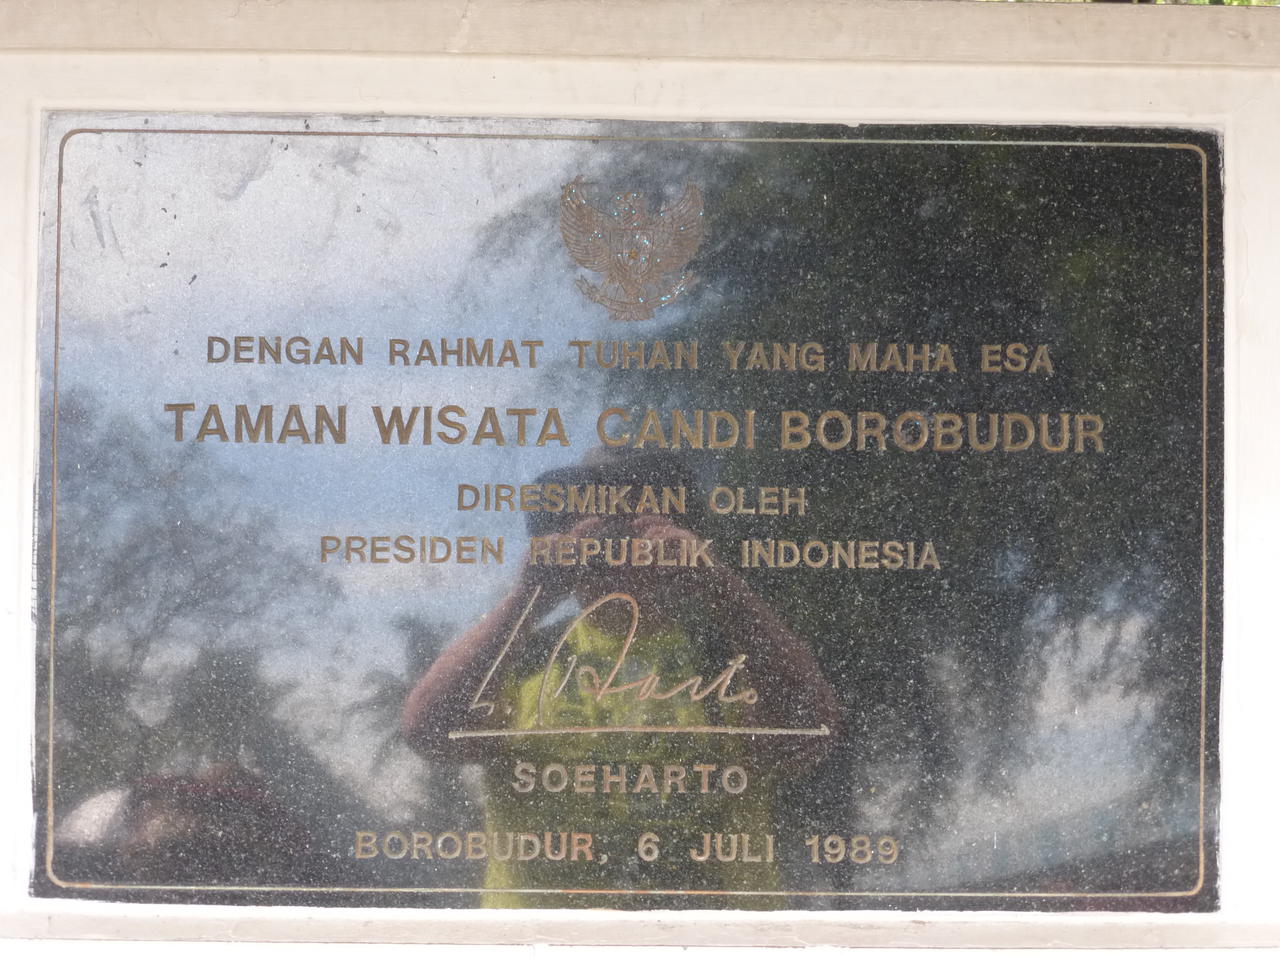 DENGAN RAHMAT TUHAN YANG MAHA ESA
TAMAN WISATA CANDI BOROBUDUR
DIRESMIKAN OLEH
PRESIDEN REPUBLIK INDONESIA
SOEHARTO
BOROBUDUR, 6 JULI 1989